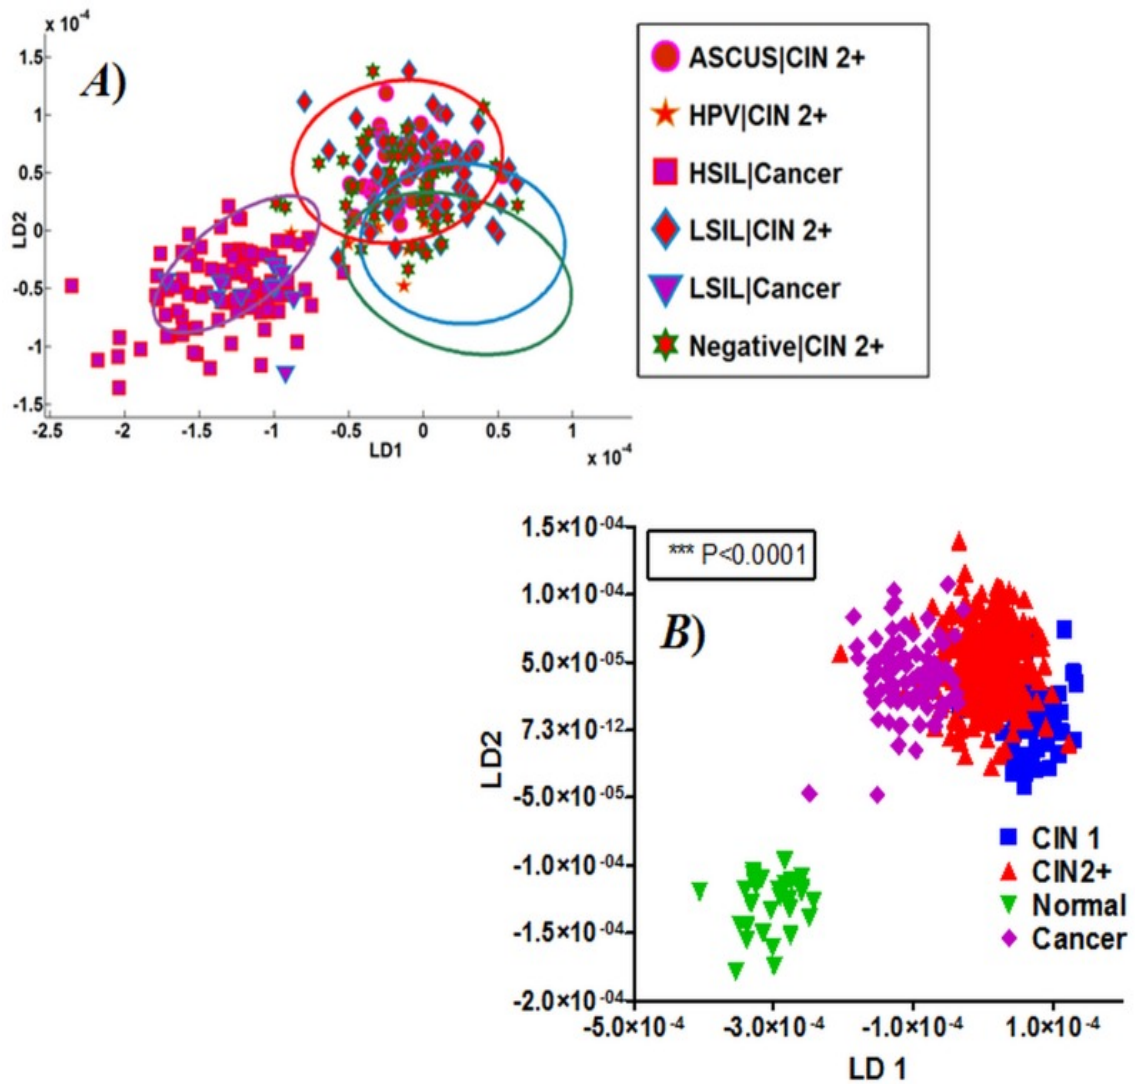 x 10⁻⁴
A)
1.5
1
0.5
0
-0.5
-1
-1.5
LD2
-2.5 -2 -1.5 -1 -0.5 0 0.5 1
LD1
x 10⁻⁴
ASCUS|CIN 2+
HPV|CIN 2+
HSIL|Cancer
LSIL|CIN 2+
LSIL|Cancer
Negative|CIN 2+
*** P<0.0001
B)
1.5×10⁻⁰⁴
1.0×10⁻⁰⁴
5.0×10⁻⁰⁵
7.3×10⁻¹²
-5.0×10⁻⁰⁵
-1.0×10⁻⁰⁴
-1.5×10⁻⁰⁴
-2.0×10⁻⁰⁴
LD2
CIN 1
CIN2+
Normal
Cancer
-5.0×10⁻⁴ -3.0×10⁻⁴ -1.0×10⁻⁴ 1.0×10⁻⁴
LD 1